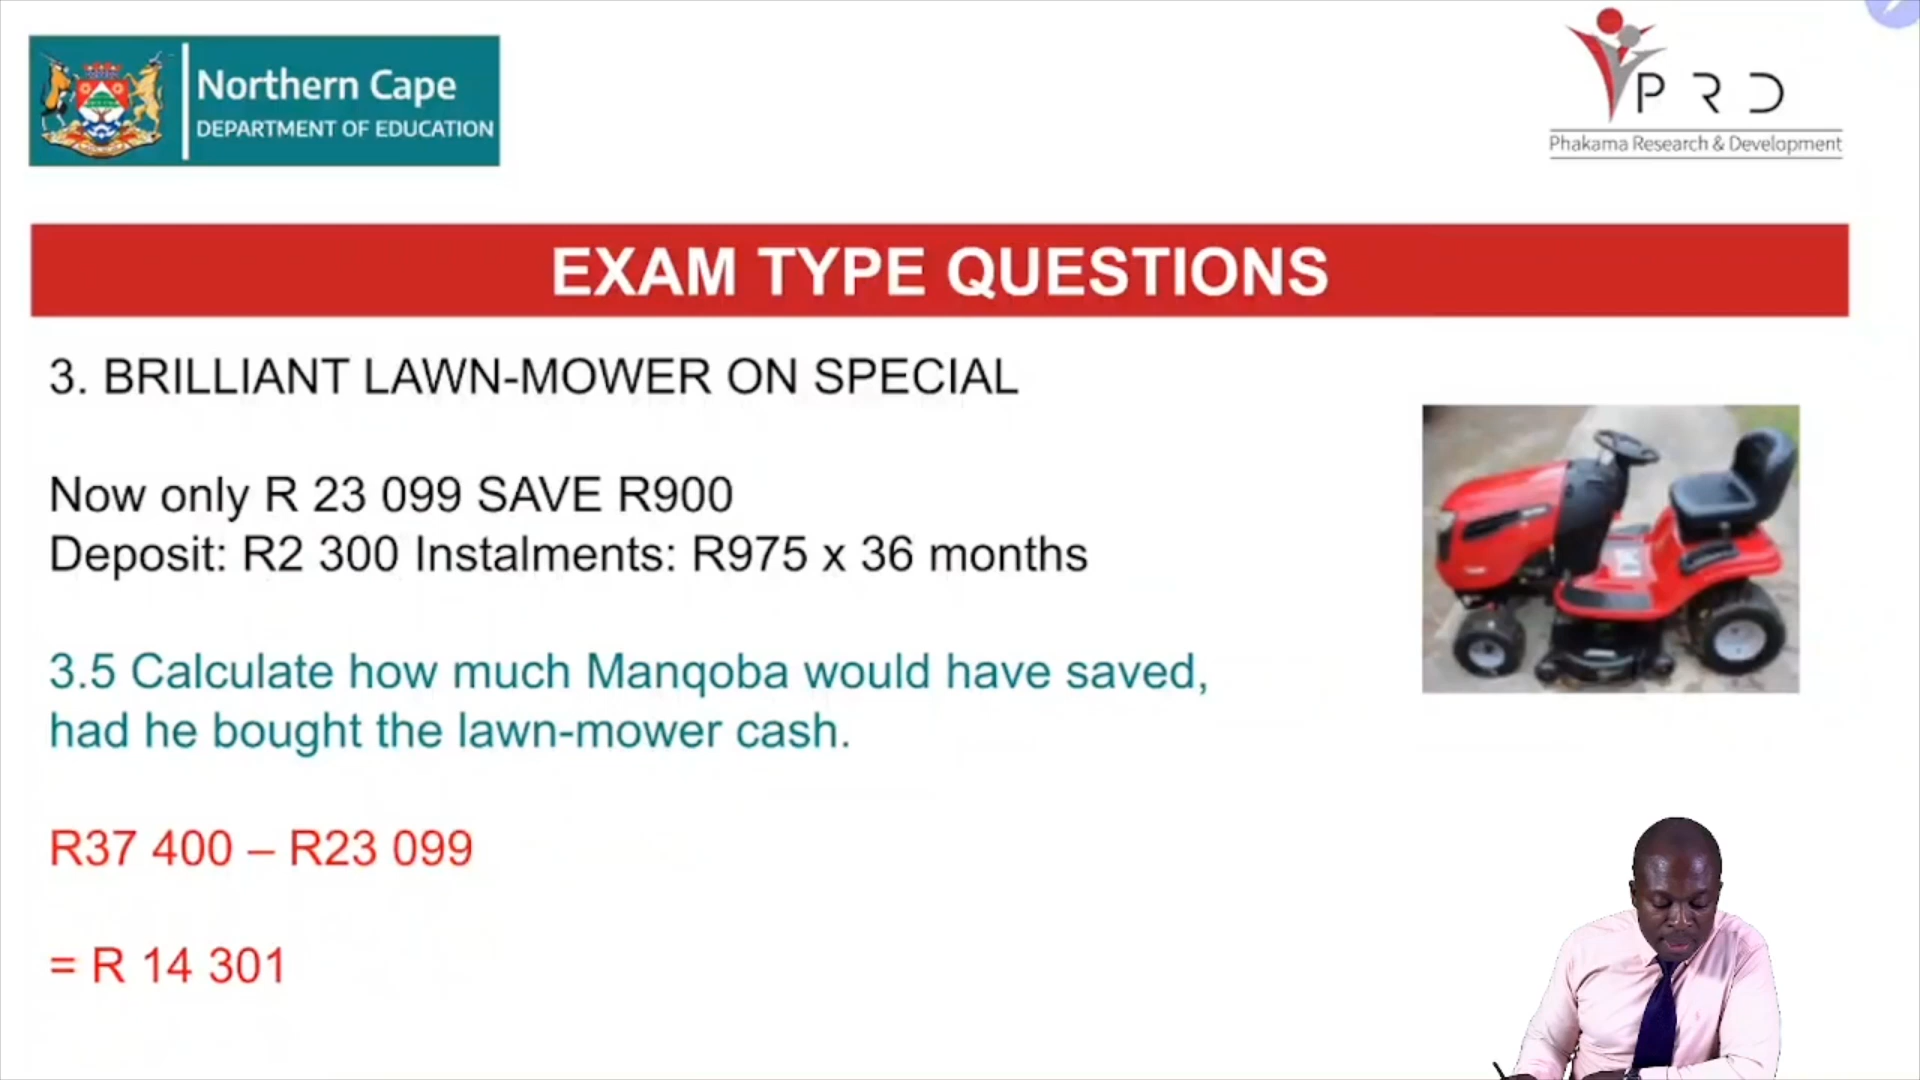 Northern Cape
DEPARTMENT OF EDUCATION
PRD
Phakama Research & Development
EXAM TYPE QUESTIONS
3. BRILLIANT LAWN-MOWER ON SPECIAL
Now only R 23 099 SAVE R900
Deposit: R2 300 Instalments: R975 x 36 months
3.5 Calculate how much Manqoba would have saved,
had he bought the lawn-mower cash.
R37 400 – R23 099
= R 14 301